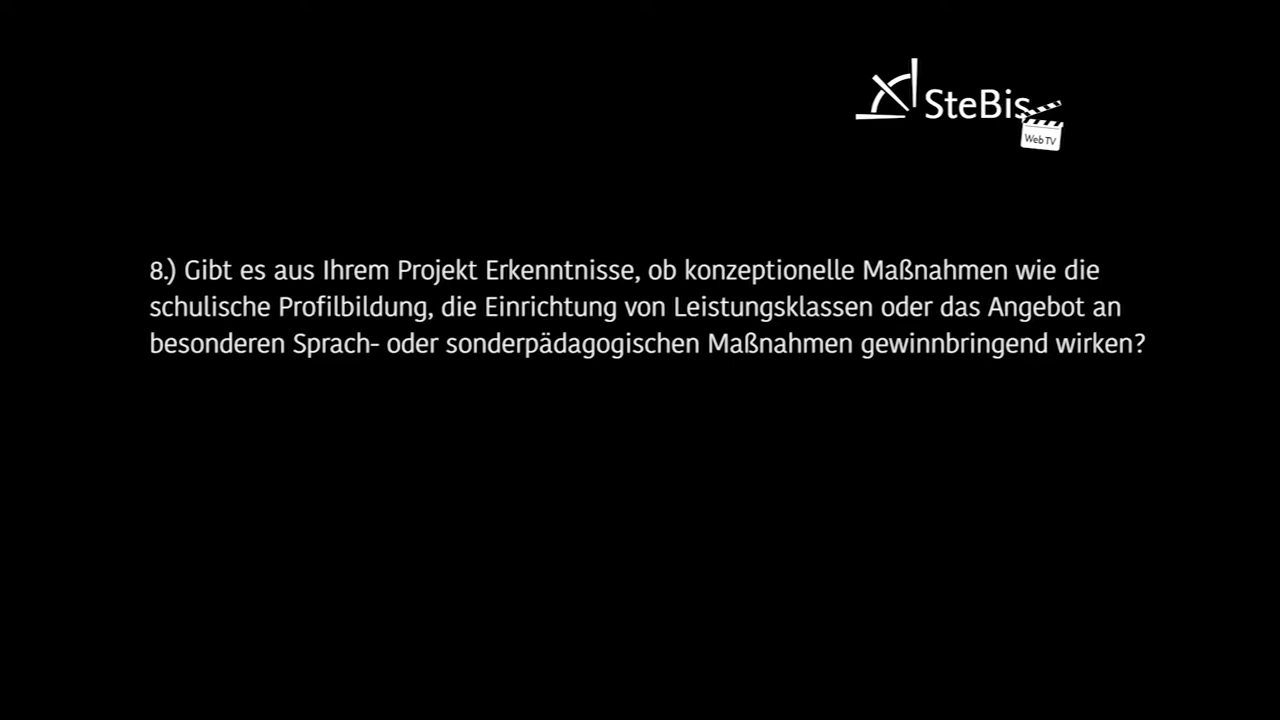 SteBis
Web TV
8.) Gibt es aus Ihrem Projekt Erkenntnisse, ob konzeptionelle Maßnahmen wie die
schulische Profilbildung, die Einrichtung von Leistungsklassen oder das Angebot an
besonderen Sprach- oder sonderpädagogischen Maßnahmen gewinnbringend wirken?